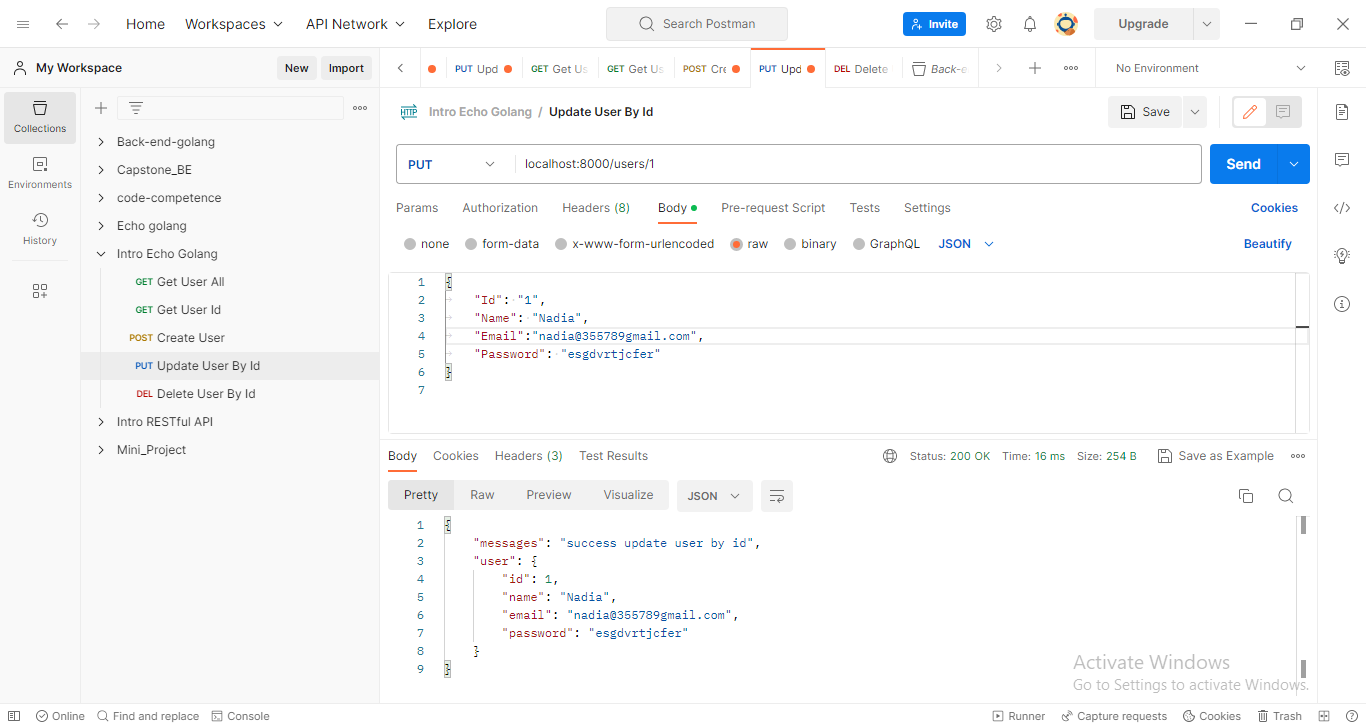 Home Workspaces API Network Explore Search Postman Invite Upgrade
My Workspace New Import PUT Upd GET Get Us GET Get Us POST Cre PUT Upd DEL Delete Back-e No Environment
Intro Echo Golang / Update User By Id Save
Collections
Environments
History
Back-end-golang
Capstone_BE
code-competence
Echo golang
Intro Echo Golang
GET Get User All
GET Get User Id
POST Create User
PUT Update User By Id
DEL Delete User By Id
Intro RESTful API
Mini_Project
PUT localhost:8000/users/1 Send
Params Authorization Headers (8) Body Pre-request Script Tests Settings Cookies
none form-data x-www-form-urlencoded raw binary GraphQL JSON Beautify
1 {
2 "Id": "1",
3 "Name": "Nadia",
4 "Email":"nadia@355789gmail.com",
5 "Password": "esgdvrtjcfer"
6 }
7
Body Cookies Headers (3) Test Results Status: 200 OK Time: 16 ms Size: 254 B Save as Example
Pretty Raw Preview Visualize JSON
1 {
2 "messages": "success update user by id",
3 "user": {
4 "id": 1,
5 "name": "Nadia",
6 "email": "nadia@355789gmail.com",
7 "password": "esgdvrtjcfer"
8 }
9 }
Activate Windows
Go to Settings to activate Windows.
Online Find and replace Console Runner Capture requests Cookies Trash